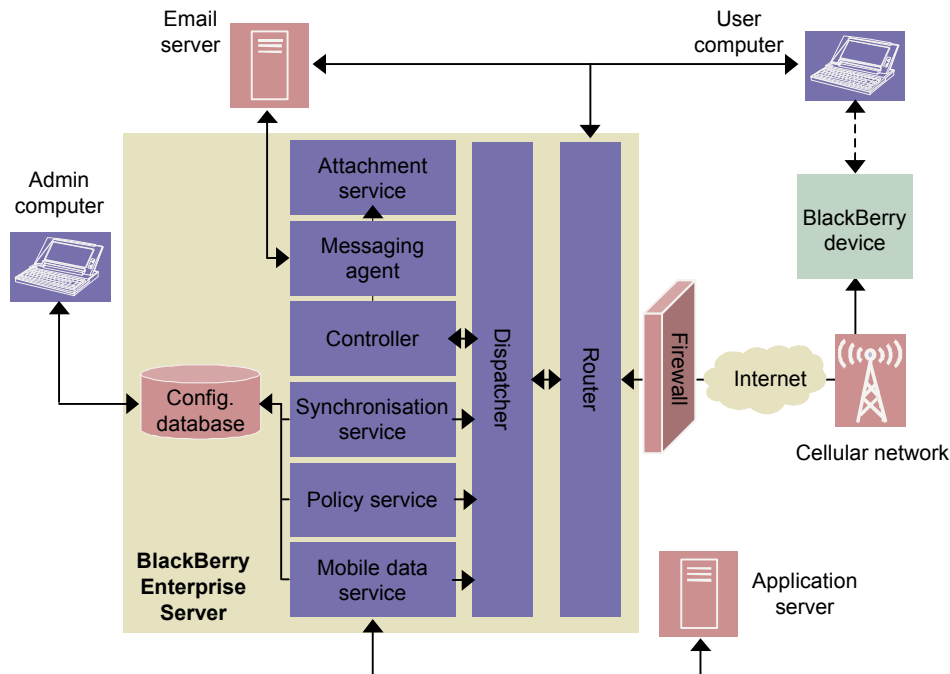 Email
server
User
computer
Admin
computer
Attachment
service
Messaging
agent
Controller
Synchronisation
service
Policy service
Mobile data
service
Dispatcher
Router
Firewall
Internet
BlackBerry
device
Cellular network
Config.
database
BlackBerry
Enterprise
Server
Application
server